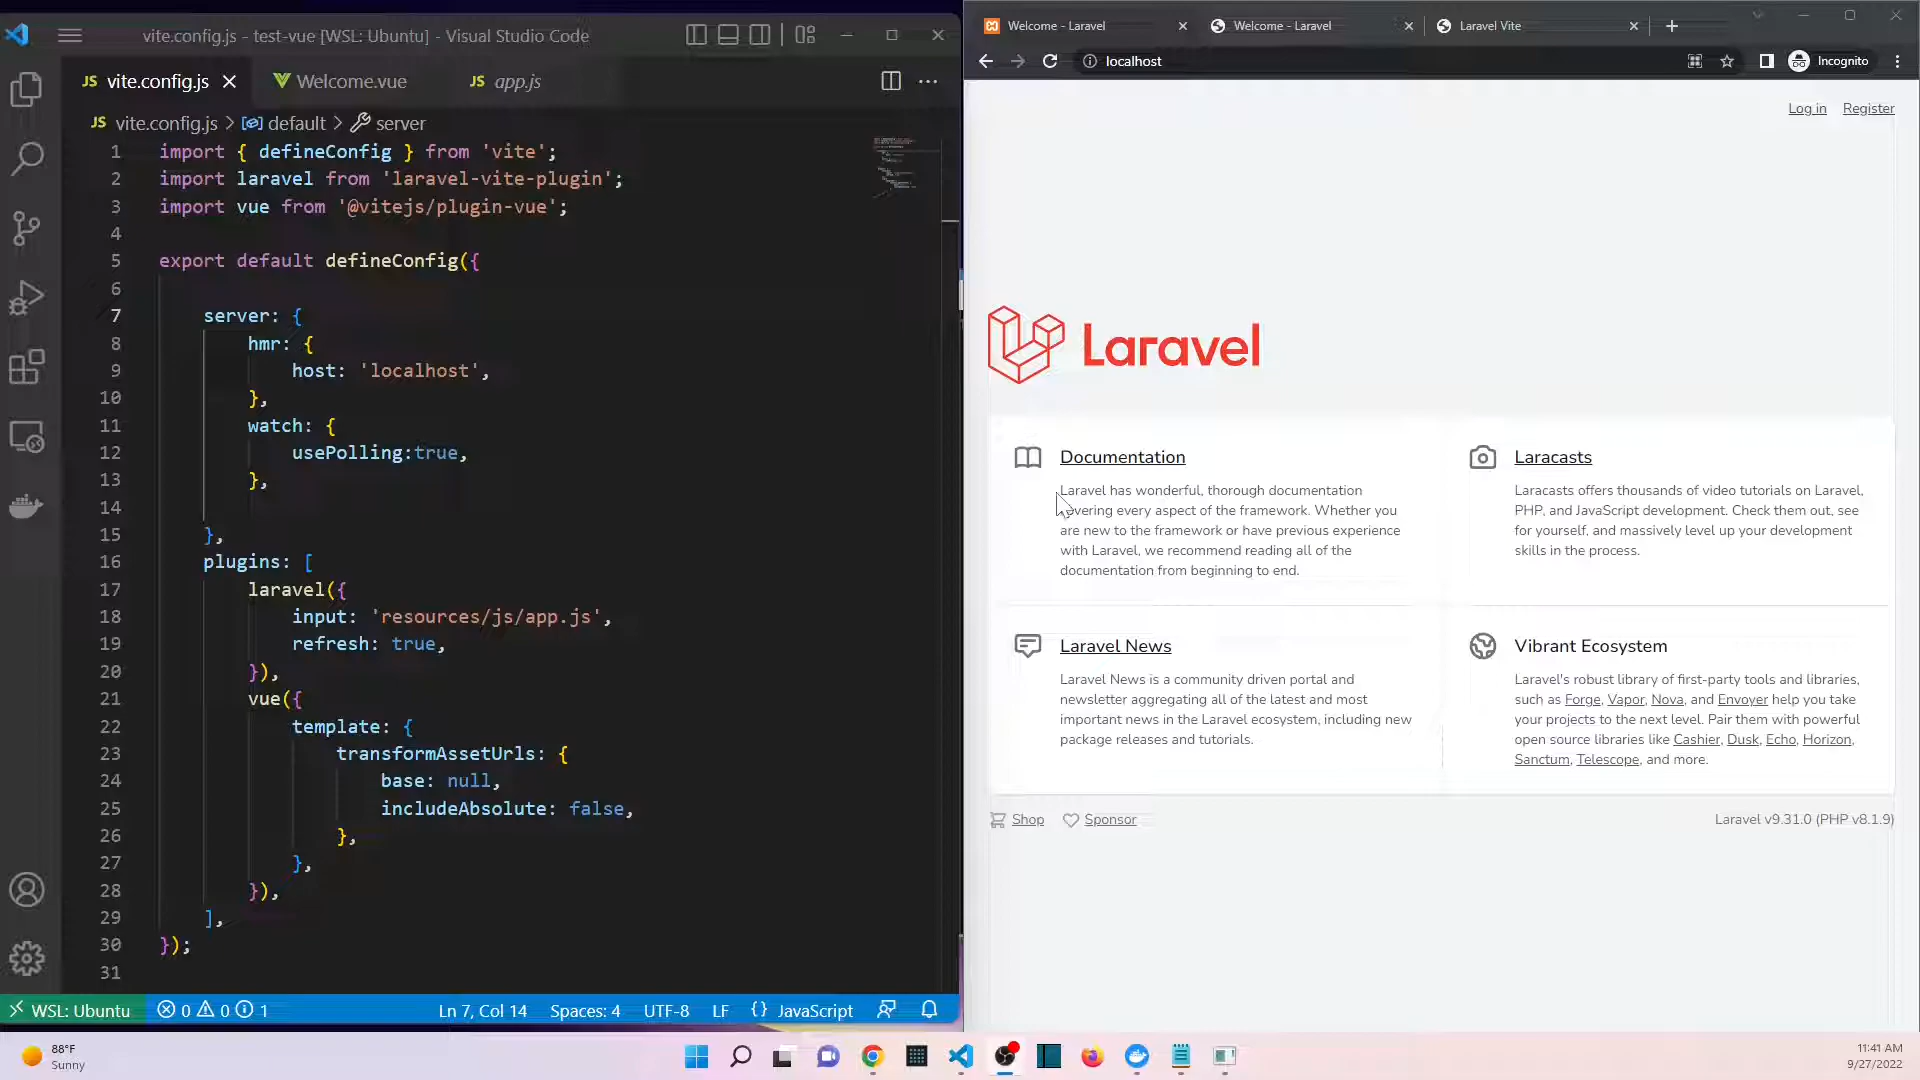 vite.config.js - test-vue [WSL: Ubuntu] - Visual Studio Code
JS vite.config.js
Welcome.vue
JS app.js
JS vite.config.js > default > server
1 import { defineConfig } from 'vite';
2 import laravel from 'laravel-vite-plugin';
3 import vue from '@vitejs/plugin-vue';
4
5 export default defineConfig({
6
7 server: {
8 hmr: {
9 host: 'localhost',
10 },
11 watch: {
12 usePolling:true,
13 },
14
15 },
16 plugins: [
17 laravel({
18 input: 'resources/js/app.js',
19 refresh: true,
20 }),
21 vue({
22 template: {
23 transformAssetUrls: {
24 base: null,
25 includeAbsolute: false,
26 },
27 },
28 }),
29 ],
30 });
31
WSL: Ubuntu
0 0 1
Ln 7, Col 14
Spaces: 4
UTF-8
LF
{} JavaScript
Welcome - Laravel
Welcome - Laravel
Laravel Vite
localhost
Incognito
Log in
Register
Laravel
Documentation
Laravel has wonderful, thorough documentation
vering every aspect of the framework. Whether you
are new to the framework or have previous experience
with Laravel, we recommend reading all of the
documentation from beginning to end.
Laracasts
Laracasts offers thousands of video tutorials on Laravel,
PHP, and JavaScript development. Check them out, see
for yourself, and massively level up your development
skills in the process.
Laravel News
Laravel News is a community driven portal and
newsletter aggregating all of the latest and most
important news in the Laravel ecosystem, including new
package releases and tutorials.
Vibrant Ecosystem
Laravel's robust library of first-party tools and libraries,
such as Forge, Vapor, Nova, and Envoyer help you take
your projects to the next level. Pair them with powerful
open source libraries like Cashier, Dusk, Echo, Horizon,
Sanctum, Telescope, and more.
Shop
Sponsor
Laravel v9.31.0 (PHP v8.1.9)
88°F
Sunny
11:41 AM
9/27/2022